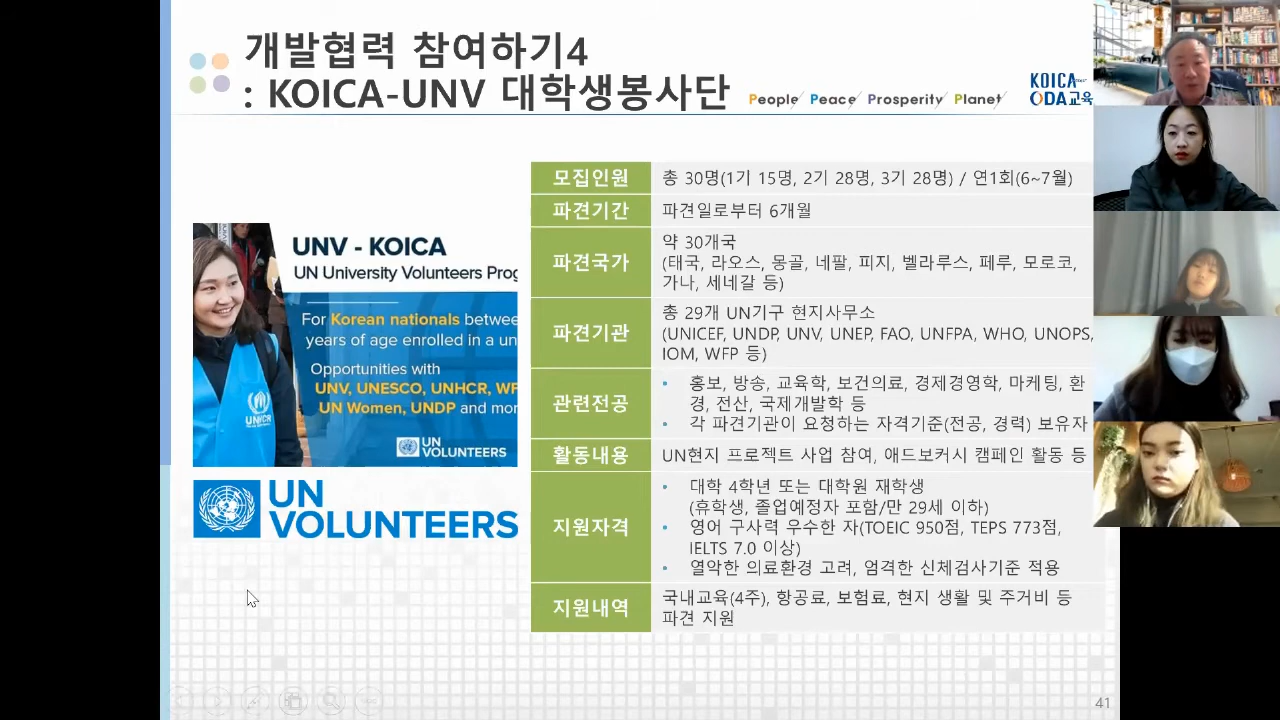 개발협력 참여하기4
: KOICA-UNV 대학생봉사단
People Peace Prosperity Planet
KOICA
ODA교육
UNV - KOICA
UN University Volunteers Prog
For Korean nationals betwee
years of age enrolled in a un
Opportunities with
UNV, UNESCO, UNHCR, WF
UN Women, UNDP and mor
UN
VOLUNTEERS
UNHCR
UN
VOLUNTEERS
모집인원
총 30명(1기 15명, 2기 28명, 3기 28명) / 연1회(6~7월)
파견기간
파견일로부터 6개월
파견국가
약 30개국
(태국, 라오스, 몽골, 네팔, 피지, 벨라루스, 페루, 모로코,
가나, 세네갈 등)
파견기관
총 29개 UN기구 현지사무소
(UNICEF, UNDP, UNV, UNEP, FAO, UNFPA, WHO, UNOPS,
IOM, WFP 등)
관련전공
• 홍보, 방송, 교육학, 보건의료, 경제경영학, 마케팅, 환
경, 전산, 국제개발학 등
• 각 파견기관이 요청하는 자격기준(전공, 경력) 보유자
활동내용
UN현지 프로젝트 사업 참여, 애드보커시 캠페인 활동 등
지원자격
• 대학 4학년 또는 대학원 재학생
(휴학생, 졸업예정자 포함/만 29세 이하)
• 영어 구사력 우수한 자(TOEIC 950점, TEPS 773점,
IELTS 7.0 이상)
• 열악한 의료환경 고려, 엄격한 신체검사기준 적용
지원내역
국내교육(4주), 항공료, 보험료, 현지 생활 및 주거비 등
파견 지원
41